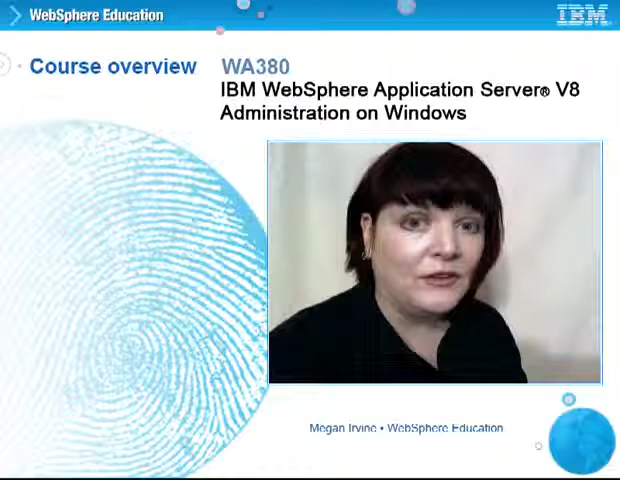 WebSphere Education
IBM
Course overview
WA380
IBM WebSphere Application Server® V8
Administration on Windows
Megan Irvine • WebSphere Education